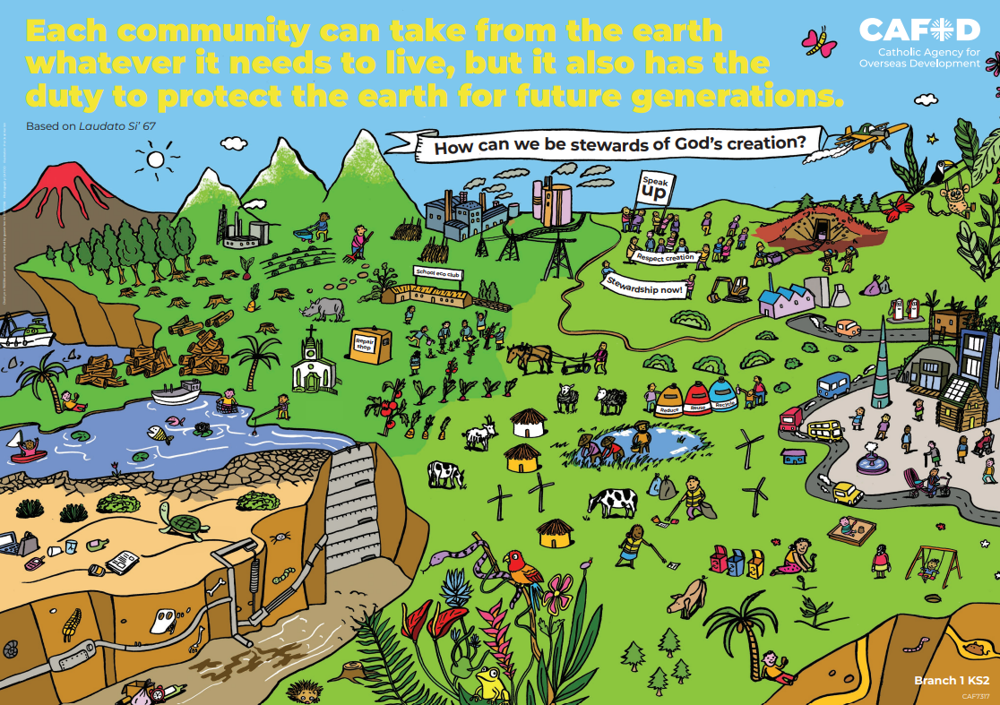 Each community can take from the earth
whatever it needs to live, but it also has the
duty to protect the earth for future generations.
Based on Laudato Si' 67
CAFOD
Catholic Agency for
Overseas Development
How can we be stewards of God's creation?
Speak
up
Respect creation
Stewardship now!
School eco club
Repair
shop
Reduce
Reuse
Recycle
Branch 1 KS2
CAF7317